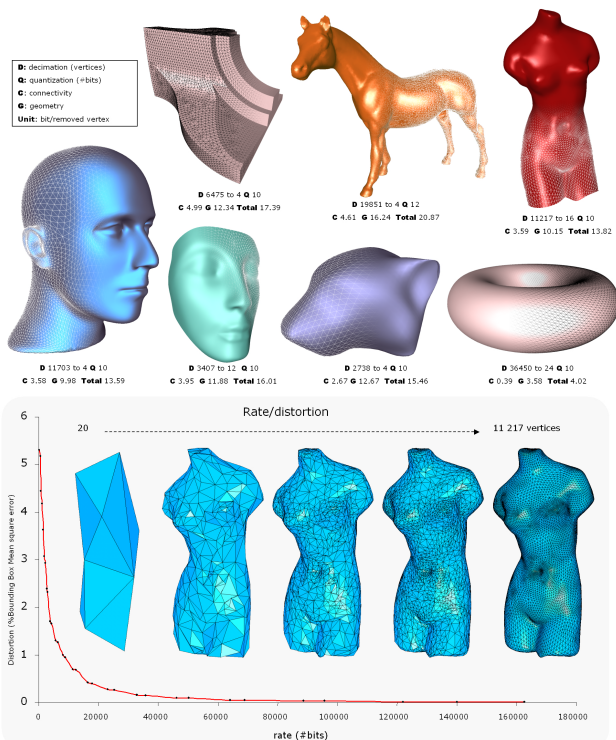 D: decimation (vertices)
Q: quantization (#bits)
C: connectivity
G: geometry
Unit: bit/removed vertex
D 6475 to 4 Q 10
C 4.99 G 12.34 Total 17.39
D 19851 to 4 Q 12
C 4.61 G 16.24 Total 20.87
D 11217 to 16 Q 10
C 3.59 G 10.15 Total 13.82
D 11703 to 4 Q 10
C 3.58 G 9.98 Total 13.59
D 3407 to 12 Q 10
C 3.95 G 11.88 Total 16.01
D 2738 to 4 Q 10
C 2.67 G 12.67 Total 15.46
D 36450 to 24 Q 10
C 0.39 G 3.58 Total 4.02
Rate/distortion
20
11 217 vertices
Distortion (%Bounding Box Mean square error)
6
5
4
3
2
1
0
0 20000 40000 60000 80000 100000 120000 140000 160000 180000
rate (#bits)